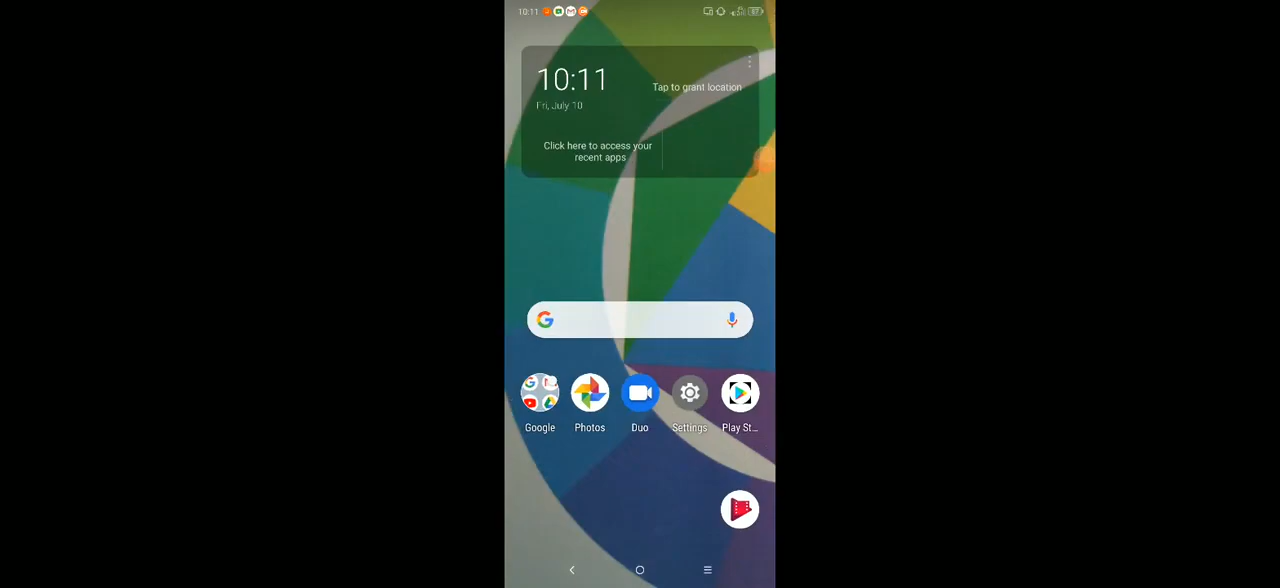 10:11
10:11
Tap to grant location
Fri, July 10
Click here to access your
recent apps
Google
Photos
Duo
Settings
Play St...